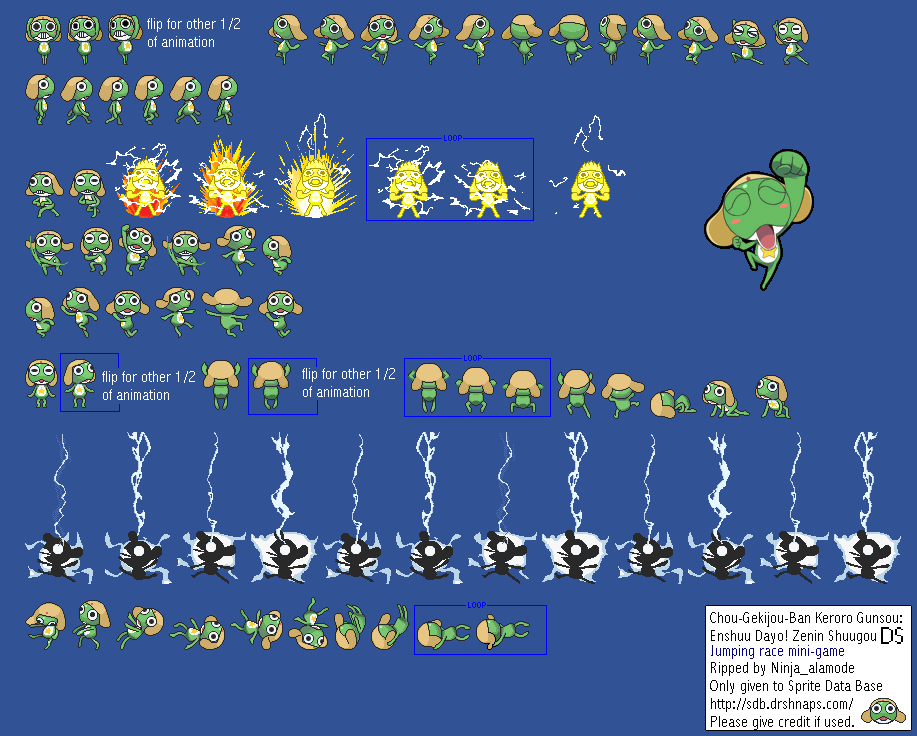 flip for other 1/2
of animation
LOOP
LOOP
flip for other 1/2
of animation
flip for other 1/2
of animation
LOOP
Chou-Gekijou-Ban Keroro Gunsou:
Enshuu Dayo! Zenin Shuugou DS
Jumping race mini-game
Ripped by Ninja_alamode
Only given to Sprite Data Base
http://sdb.drshnaps.com/
Please give credit if used.